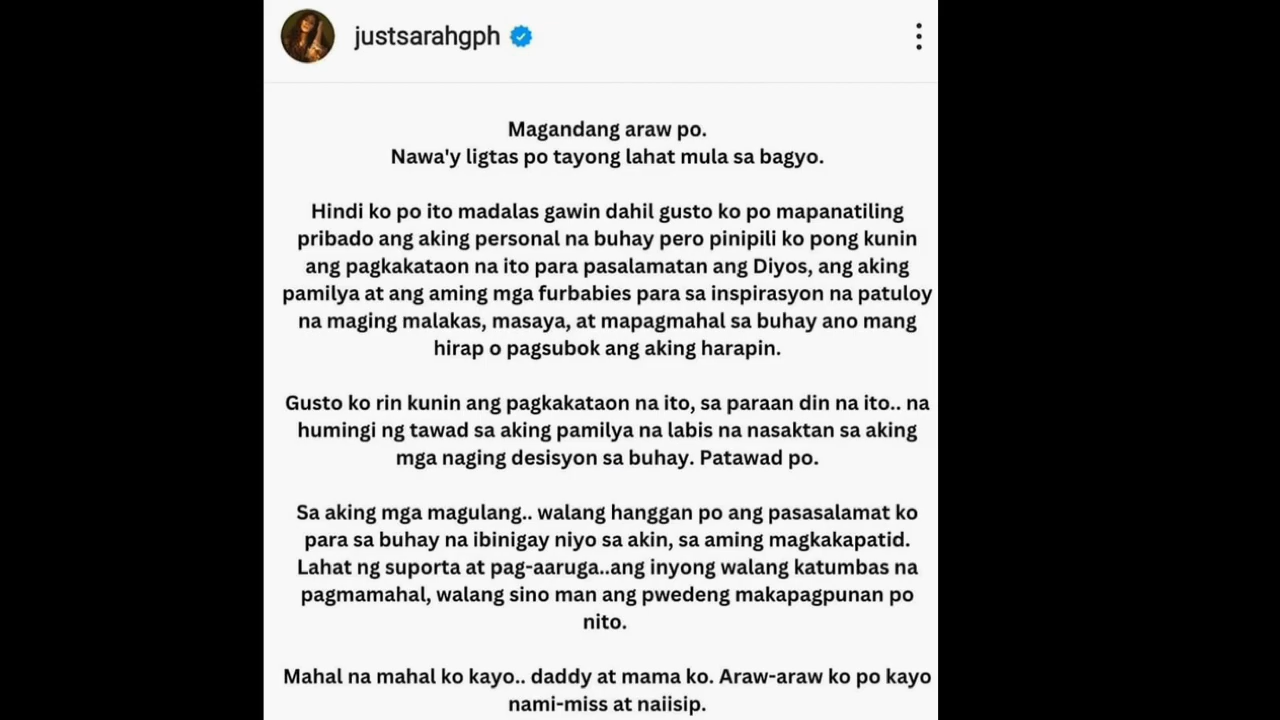 justsarahgph
Magandang araw po.
Nawa'y ligtas po tayong lahat mula sa bagyo.
Hindi ko po ito madalas gawin dahil gusto ko po mapanatiling
pribado ang aking personal na buhay pero pinipili ko pong kunin
ang pagkakataon na ito para pasalamatan ang Diyos, ang aking
pamilya at ang aming mga furbabies para sa inspirasyon na patuloy
na maging malakas, masaya, at mapagmahal sa buhay ano mang
hirap o pagsubok ang aking harapin.
Gusto ko rin kunin ang pagkakataon na ito, sa paraan din na ito.. na
humingi ng tawad sa aking pamilya na labis na nasaktan sa aking
mga naging desisyon sa buhay. Patawad po.
Sa aking mga magulang.. walang hanggan po ang pasasalamat ko
para sa buhay na ibinigay niyo sa akin, sa aming magkakapatid.
Lahat ng suporta at pag-aaruga..ang inyong walang katumbas na
pagmamahal, walang sino man ang pwedeng makapagpunan po
nito.
Mahal na mahal ko kayo.. daddy at mama ko. Araw-araw ko po kayo
nami-miss at naiisip.